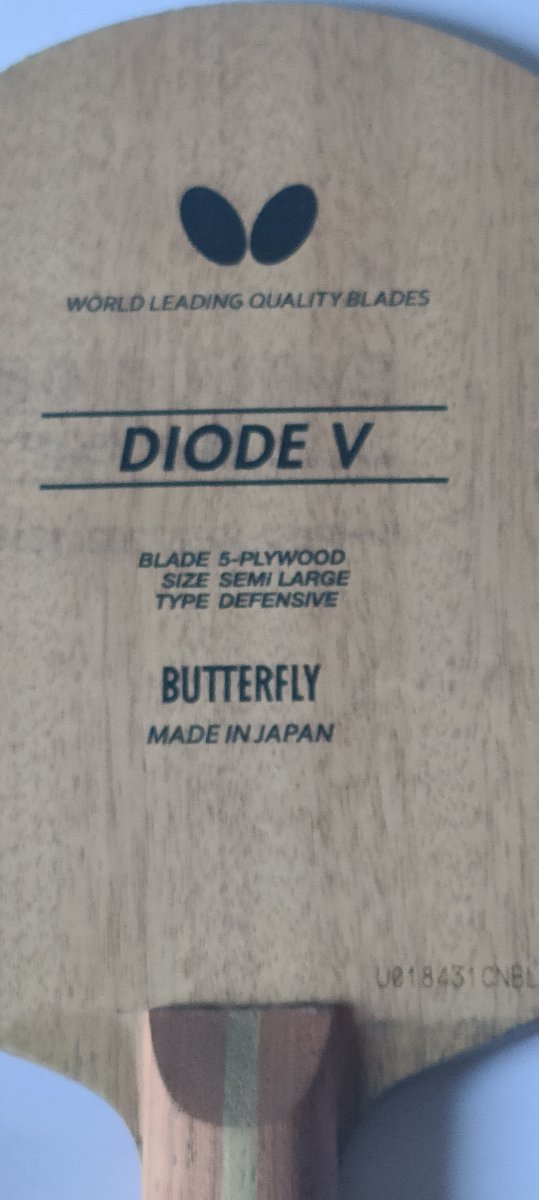 WORLD LEADING QUALITY BLADES
DIODE V
BLADE 5-PLYWOOD
SIZE SEMI LARGE
TYPE DEFENSIVE
BUTTERFLY
MADE IN JAPAN
U018431CNBL